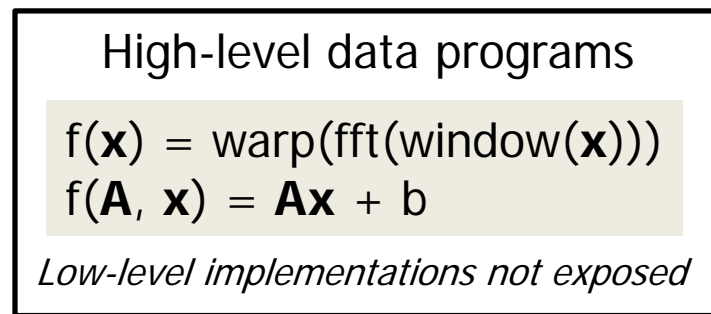 High-level data programs
f(x) = warp(fft(window(x)))
f(A, x) = Ax + b
Low-level implementations not exposed